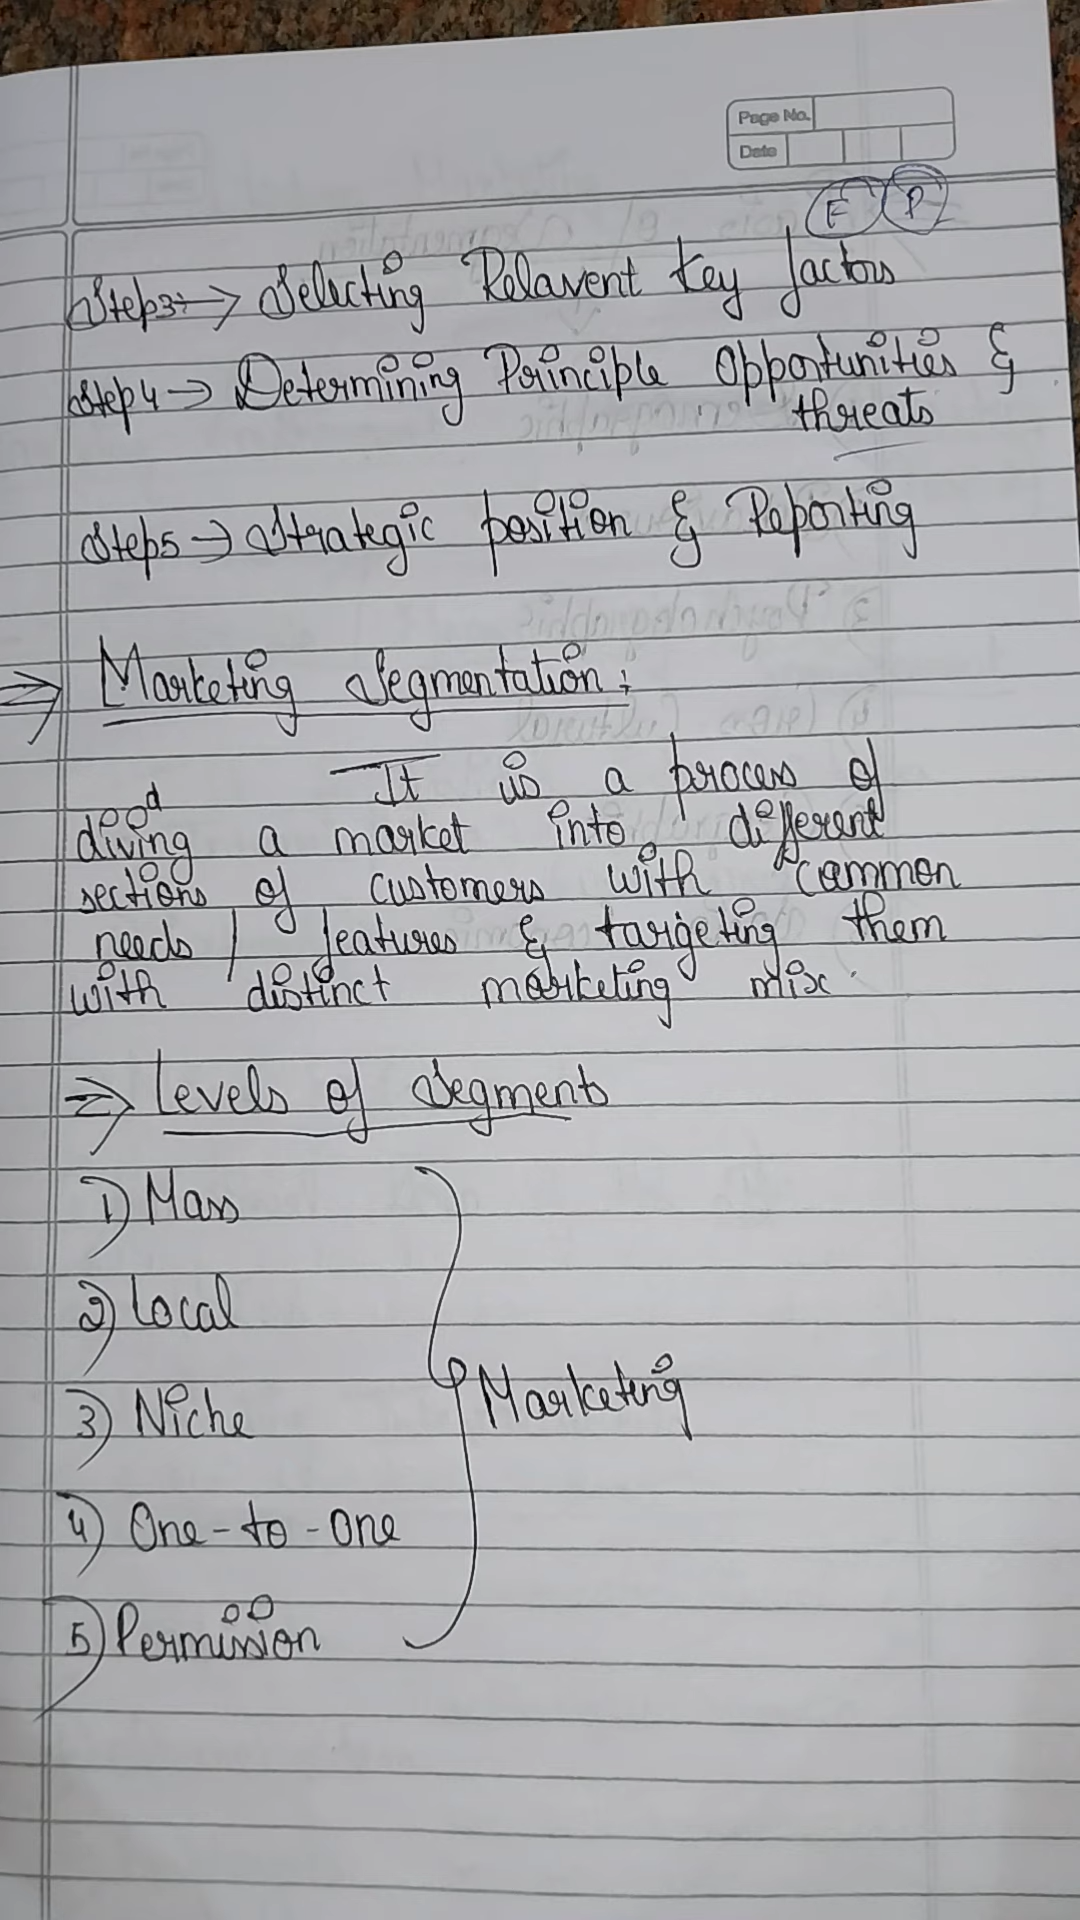 Page No.
Date
F P
Step3:→ Selecting Relavent Key factors
Step4 → Determining Principle Opportunities &
threats
Step5 → Strategic position & Reporting
⇒ Marketing Segmentation :
It is a process of
diviindg a market into different
sections of customers with common
needs / features & targeting them
with distinct marketing mix.
⇒ Levels of Segments
1) Mass
2) Local
3) Niche
Marketing
4) One-to-one
5) Permission